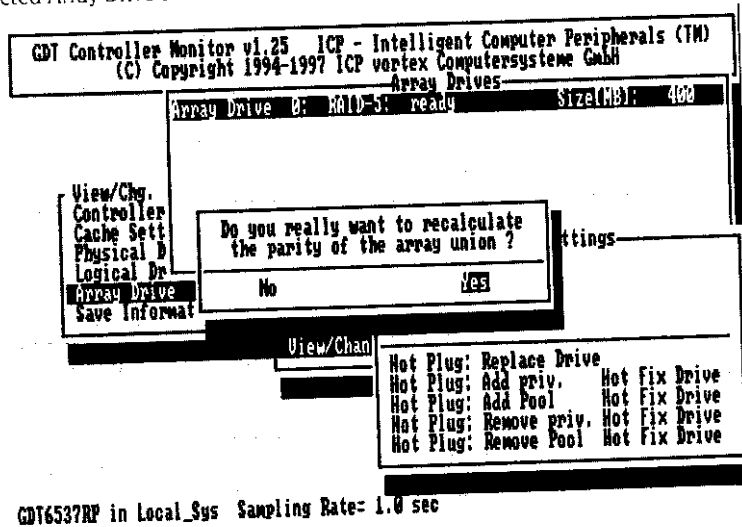 GDT Controller Monitor v1.25 ICP - Intelligent Computer Peripherals (TM)
(C) Copyright 1994-1997 ICP vortex Computersysteme GmbH
Array Drives
Array Drive 0: RAID-5: ready Size[MB]: 400
View/Chg.
Controller
Cache Sett
Physical D
Logical Dr
Array Drive
Save Informat
Do you really want to recalculate
the parity of the array union ?
No Yes
ttings
View/Chan
Hot Plug: Replace Drive
Hot Plug: Add priv. Hot Fix Drive
Hot Plug: Add Pool Hot Fix Drive
Hot Plug: Remove priv. Hot Fix Drive
Hot Plug: Remove Pool Hot Fix Drive
GDT6537RP in Local_Sys Sampling Rate= 1.0 sec